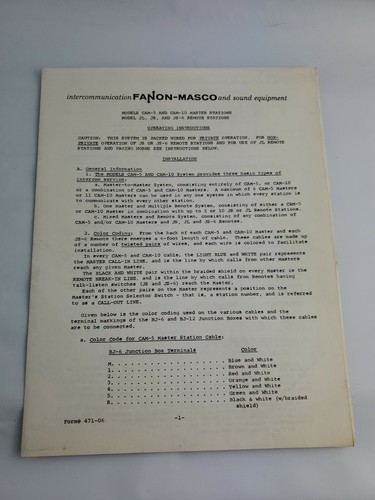 intercommunication FANON-MASCO and sound equipment
MODELS CAM-5 AND CAM-10 MASTER STATIONS
MODEL JL, JR, AND JS-6 REMOTE STATIONS
OPERATING INSTRUCTIONS
CAUTION: THIS SYSTEM IS PACKED WIRED FOR PRIVATE OPERATION. FOR NON-
PRIVATE OPERATION OF JR OR JS-6 REMOTE STATIONS AND FOR USE OF JL REMOTE
STATIONS AND PAGING HORNS SEE INSTRUCTIONS BELOW.
INSTALLATION
A. General Information
1. The MODELS CAM-5 AND CAM-10 System provides three basic types of
intercom service:
a. Master-to-Master System, consisting entirely of CAM-5, or CAM-10
or a combination of CAM-5 and CAM-10 Masters. A maximum of 6 CAM-5 Masters
or 11 CAM-10 Masters can be used in any one system in which every station is
to communicate with every other station.
b. One Master and Multiple Remote System, consisting of either a CAM-5
or CAM-10 Master in combination with up to 5 or 10 JR or JL Remote Stations.
c. Mixed Masters and Remote System, consisting of any combination of
CAM-5 and/or CAM-10 Masters and JS, JL Remote Stations.
2. Color Coding: From the back of each CAM-5 and CAM-10 Master and each
JS-6 Remote there emerges a 6-foot length of cable. These cables are made up
of a number of twisted pairs of wires, and each wire is colored to facilitate
installation.
In every CAM-5 and CAM-10 cable, the LIGHT BLUE and WHITE pair represents
the MASTER CALL-IN LINE, and is the line by which calls from other masters
reach any given master.
The BLACK and WHITE pair within the braided shield on every Master is the
REMOTE BREAK-IN LINE, and is the line by which calls from Remotes having
talk-listen switches (JR and JS-6) reach the Master.
Each of the other pairs on the Master represents a position on the
Master's Station Selector Switch - that is, a station number, and is referred
to as a CALL-OUT LINE.
Given below is the color coding used on the various cables and the
terminal markings of the BJ-6 and BJ-12 Junction Boxes with which these cables
are to be connected.
a. Color Code for CAM-5 Master Station Cable:
BJ-6 Junction Box Terminals Color
M. . . . . . . . . . . . . . . . . . . Blue and White
1. . . . . . . . . . . . . . . . . . . Brown and White
2. . . . . . . . . . . . . . . . . . . Red and White
3. . . . . . . . . . . . . . . . . . . Orange and White
4. . . . . . . . . . . . . . . . . . . Yellow and White
5. . . . . . . . . . . . . . . . . . . Green and White
R. . . . . . . . . . . . . . . . . . . Black & White (w/braided
shield)
Form# 471-06
-1-